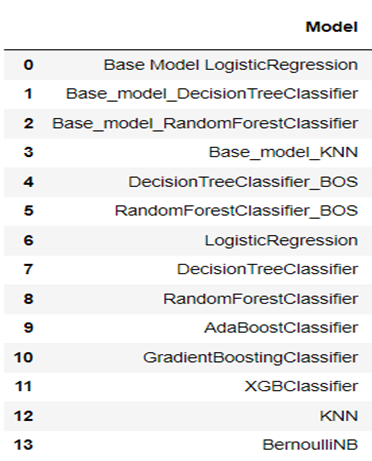 Model
0 Base Model LogisticRegression
1 Base_model_DecisionTreeClassifier
2 Base_model_RandomForestClassifier
3 Base_model_KNN
4 DecisionTreeClassifier_BOS
5 RandomForestClassifier_BOS
6 LogisticRegression
7 DecisionTreeClassifier
8 RandomForestClassifier
9 AdaBoostClassifier
10 GradientBoostingClassifier
11 XGBClassifier
12 KNN
13 BernoulliNB